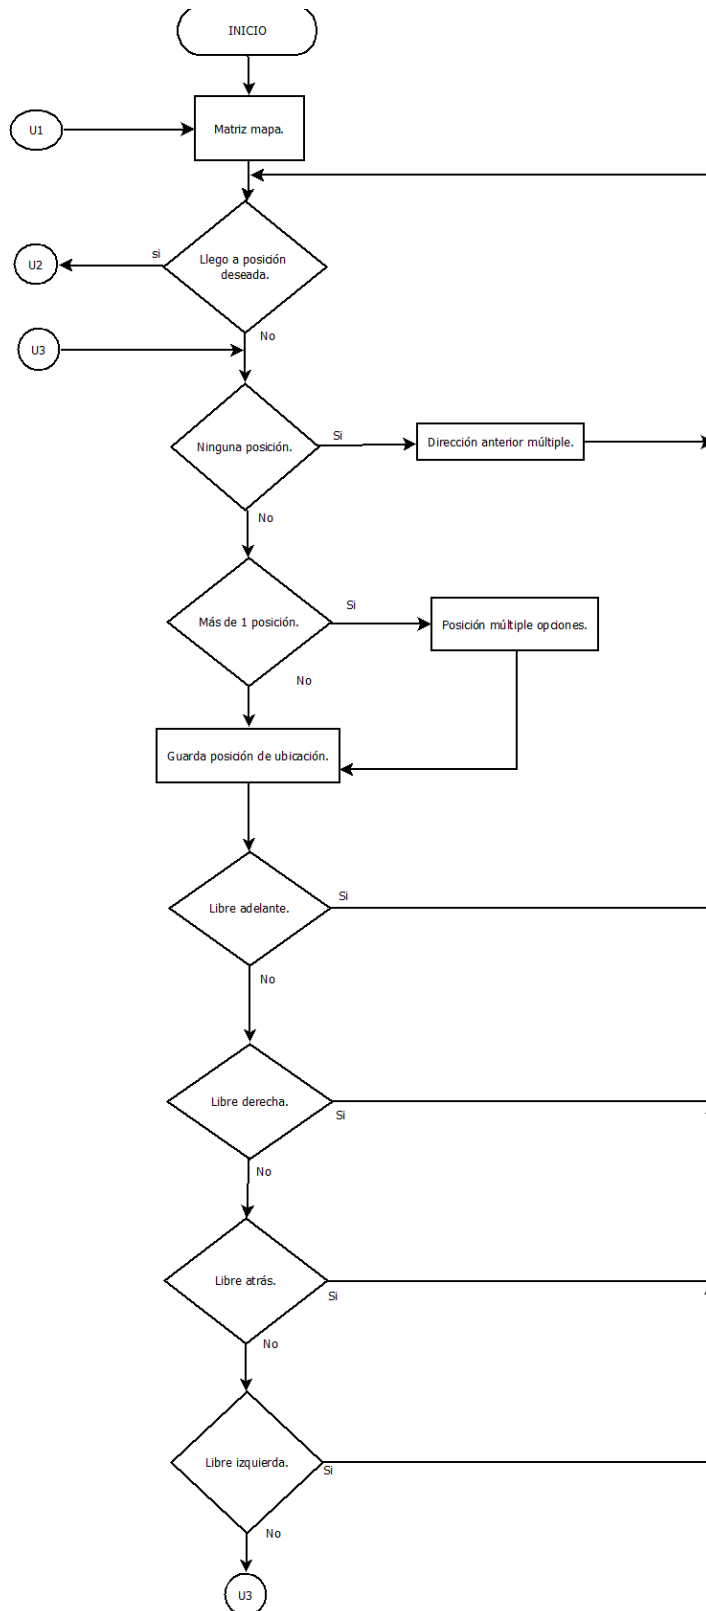 INICIO
U1
Matriz mapa.
si
U2
Llego a posición
deseada.
No
U3
Ninguna posición.
Si
Dirección anterior múltiple.
No
Más de 1 posición.
Si
Posición múltiple opciones.
No
Guarda posición de ubicación.
Libre adelante.
Si
No
Libre derecha.
Si
No
Libre atrás.
Si
No
Libre izquierda.
Si
No
U3